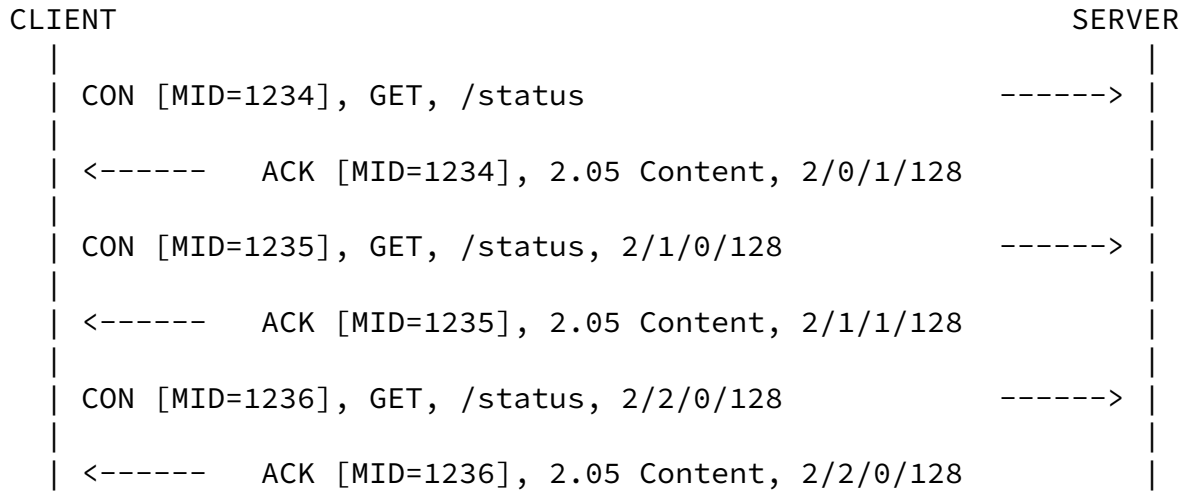 CLIENT SERVER
CON [MID=1234], GET, /status ------>
<------ ACK [MID=1234], 2.05 Content, 2/0/1/128
CON [MID=1235], GET, /status, 2/1/0/128 ------>
<------ ACK [MID=1235], 2.05 Content, 2/1/1/128
CON [MID=1236], GET, /status, 2/2/0/128 ------>
<------ ACK [MID=1236], 2.05 Content, 2/2/0/128